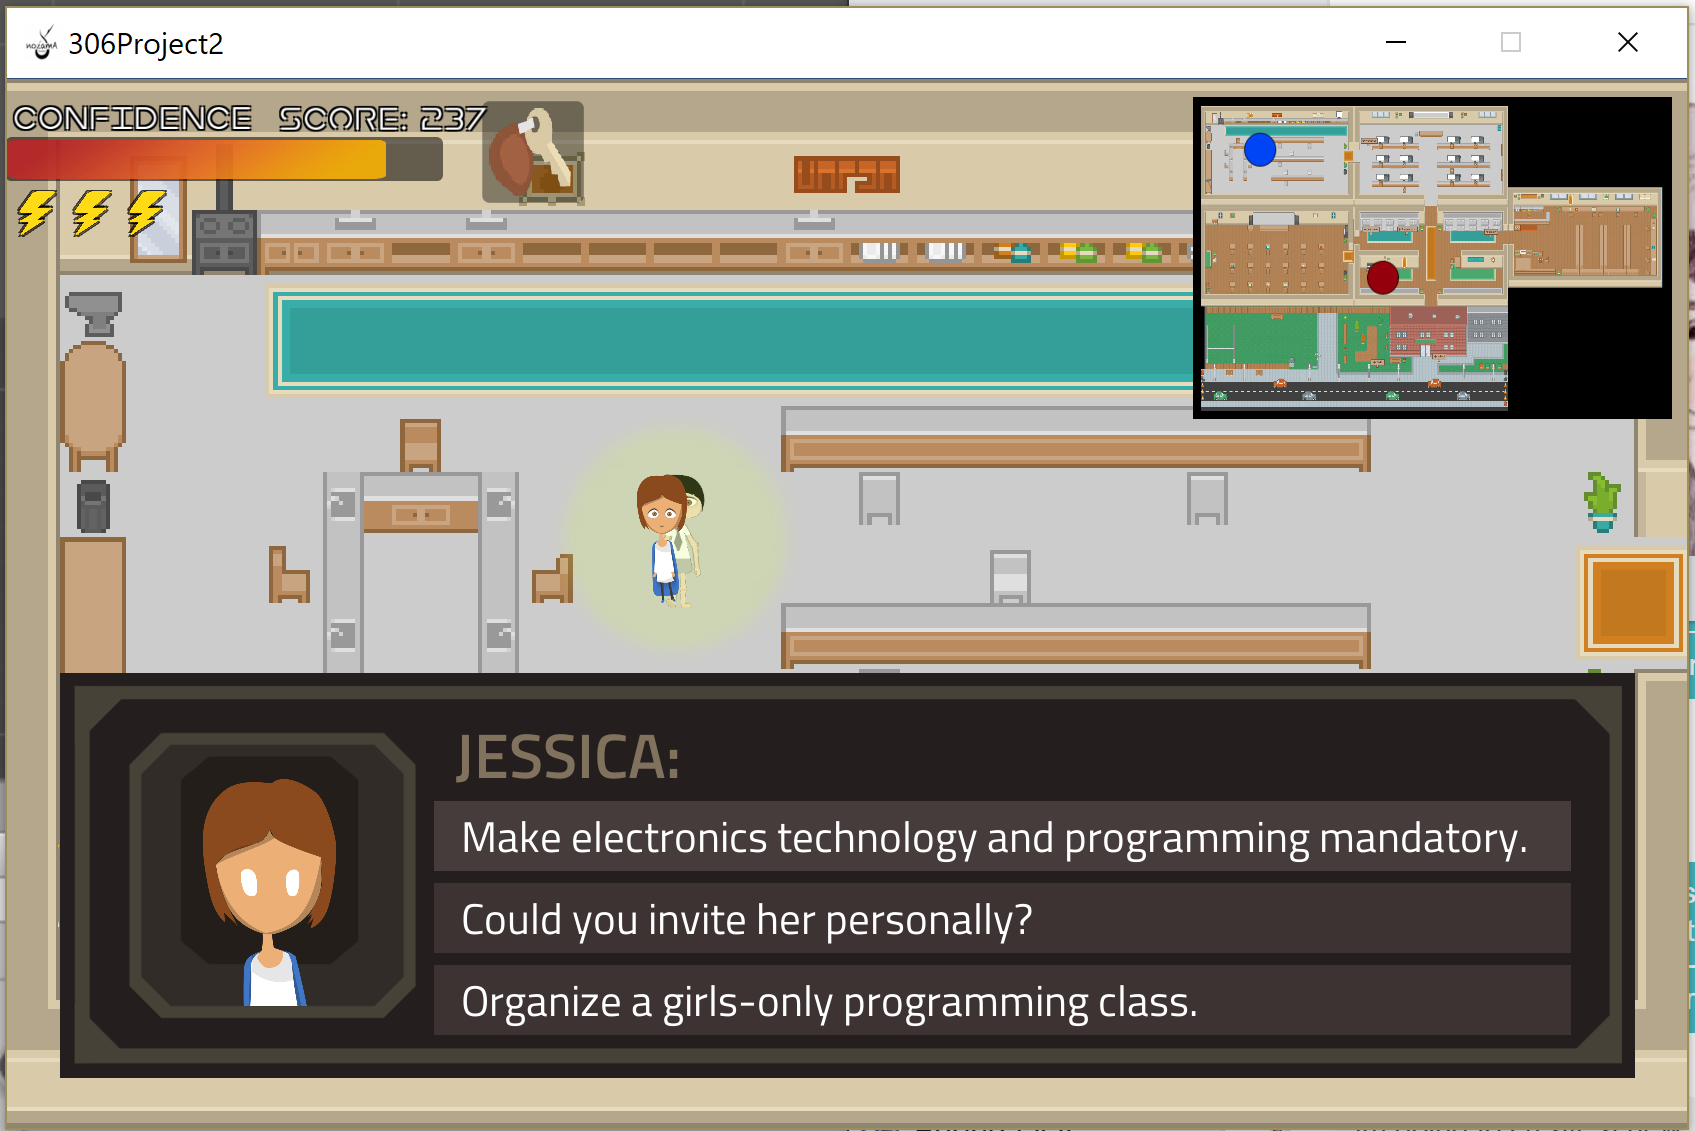 nozamA
306Project2
CONFIDENCE SCORE: 237
JESSICA:
Make electronics technology and programming mandatory.
Could you invite her personally?
Organize a girls-only programming class.